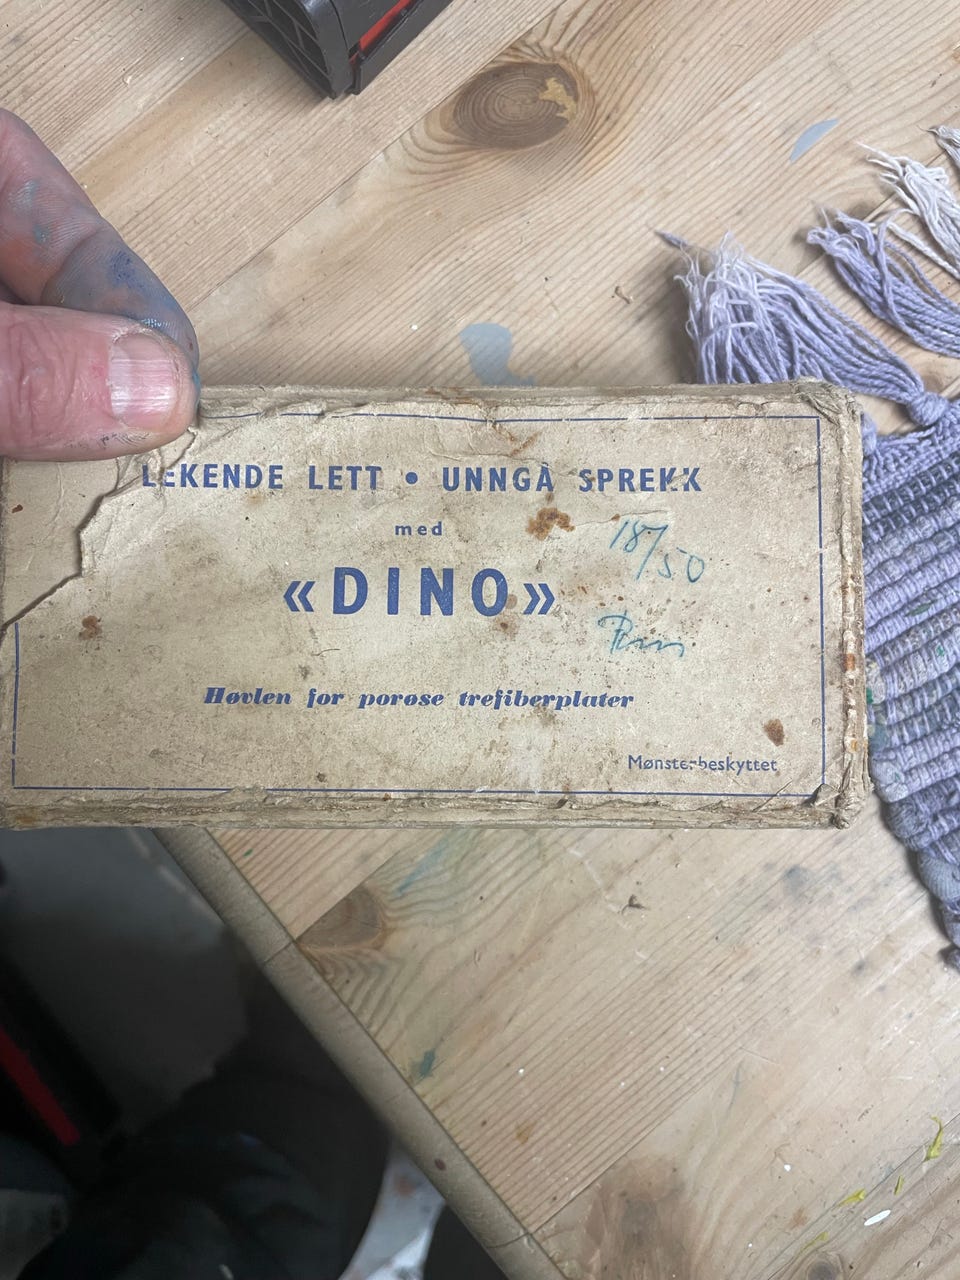 LEKENDE LETT • UNNGÅ SPREKK
med
«DINO»
18/50
Høvlen for porøse trefiberplater
Mønsterbeskyttet